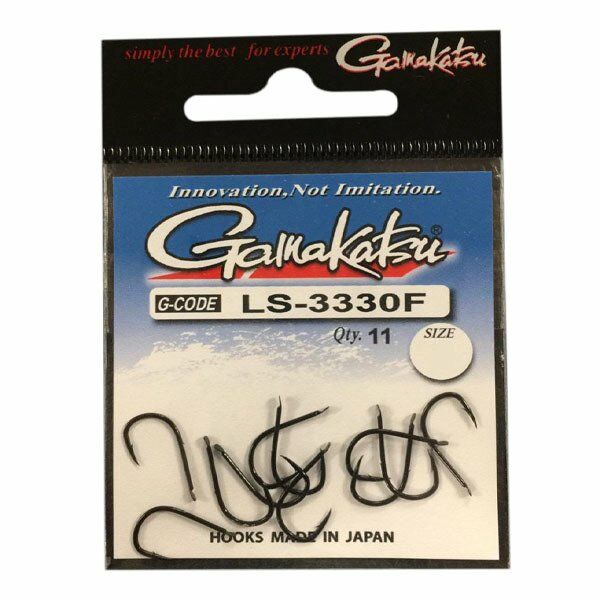 simply the best for experts Gamakatsu
Innovation, Not Imitation.
Gamakatsu®
G-CODE LS-3330F
Qty. 11 SIZE
HOOKS MADE IN JAPAN